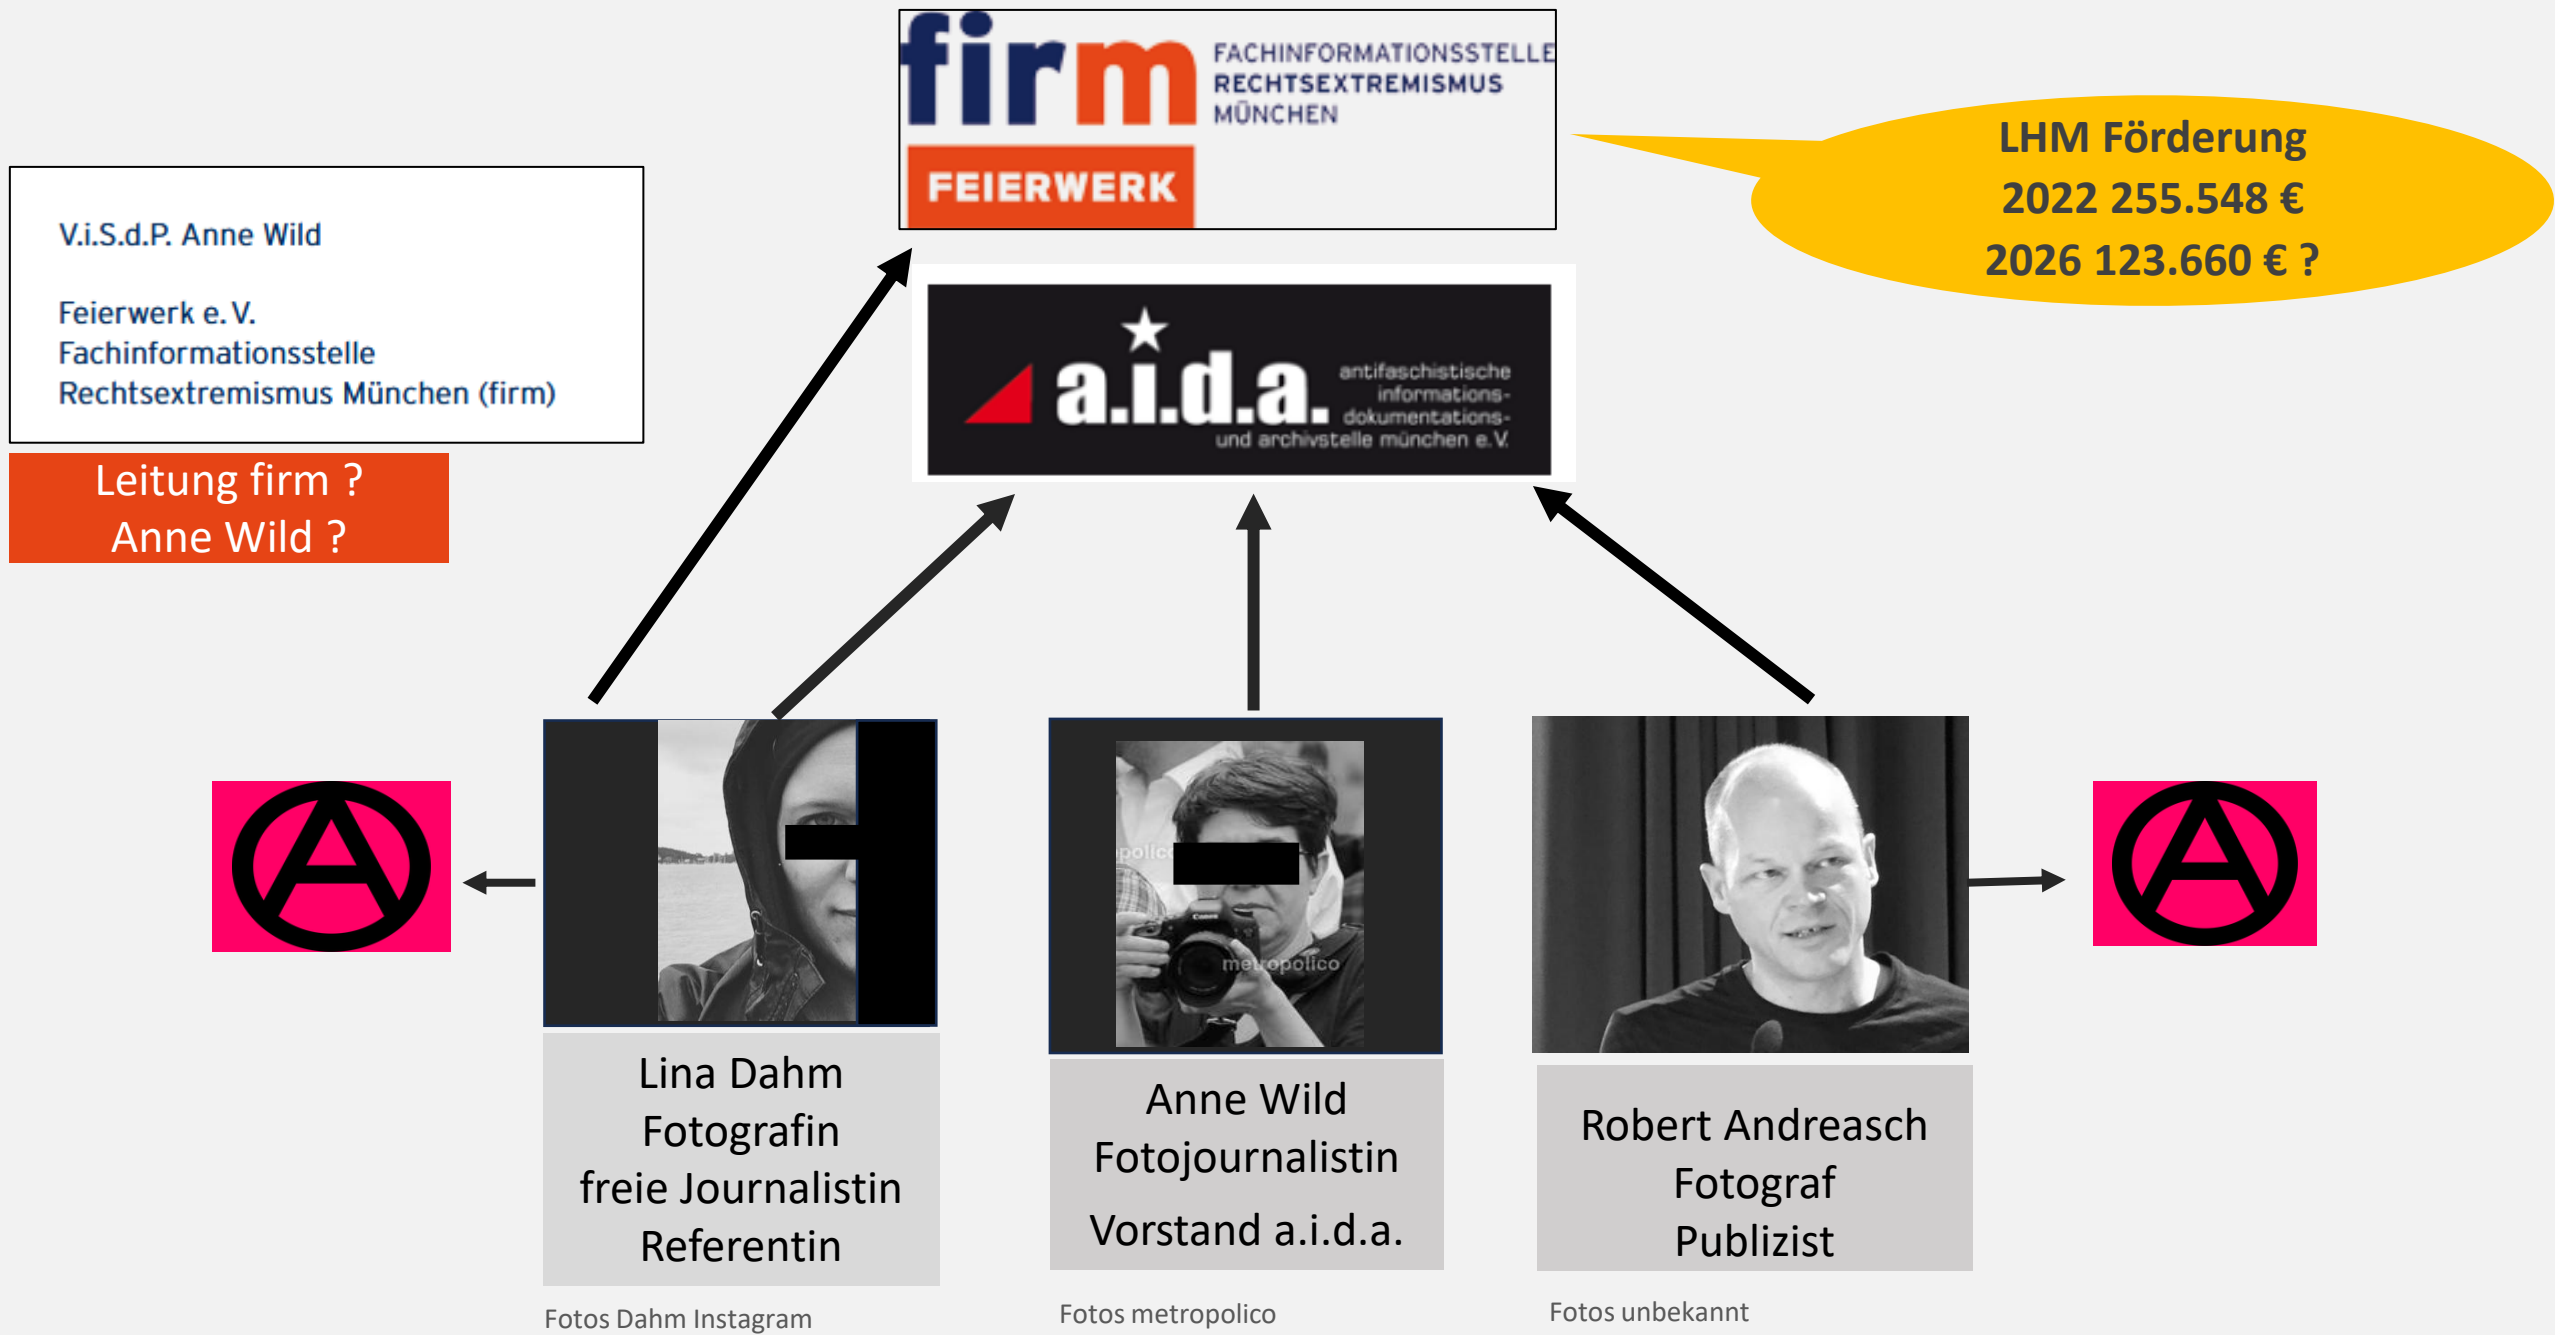 firm
FACHINFORMATIONSSTELLE
RECHTSEXTREMISMUS
MÜNCHEN
FEIERWERK
LHM Förderung
2022 255.548 €
2026 123.660 € ?
V.i.S.d.P. Anne Wild
Feierwerk e.V.
Fachinformationsstelle
Rechtsextremismus München (firm)
Leitung firm ?
Anne Wild ?
a.i.d.a.
antifaschistische
informations-
dokumentations-
und archivstelle münchen e.V.
A
polico
Canon
metropolico
A
Lina Dahm
Fotografin
freie Journalistin
Referentin
Anne Wild
Fotojournalistin
Vorstand a.i.d.a.
Robert Andreasch
Fotograf
Publizist
Fotos Dahm Instagram
Fotos metropolico
Fotos unbekannt